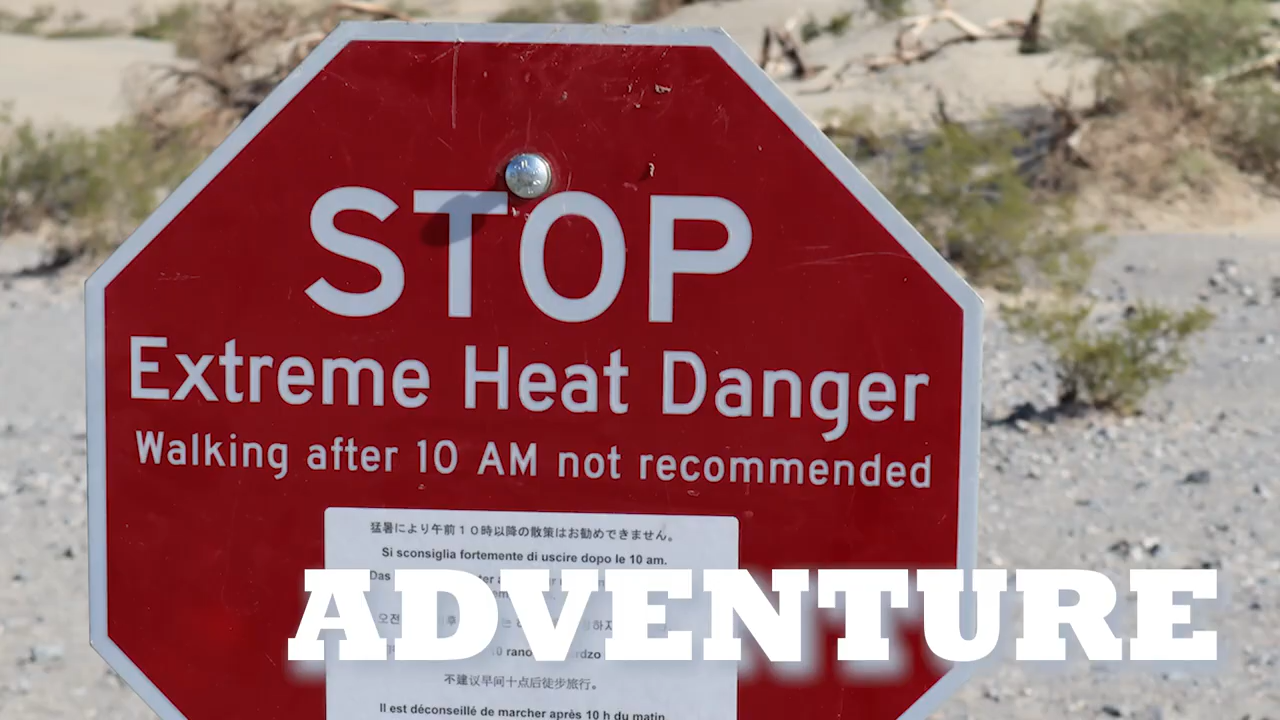 STOP
Extreme Heat Danger
Walking after 10 AM not recommended
猛暑により午前10時以降の散策はお勧めできません。
Si sconsiglia fortemente di uscire dopo le 10 am.
Das
오전
ADVENTURE
不建议早间十点后徒步旅行。
Il est déconseillé de marcher après 10 h du matin